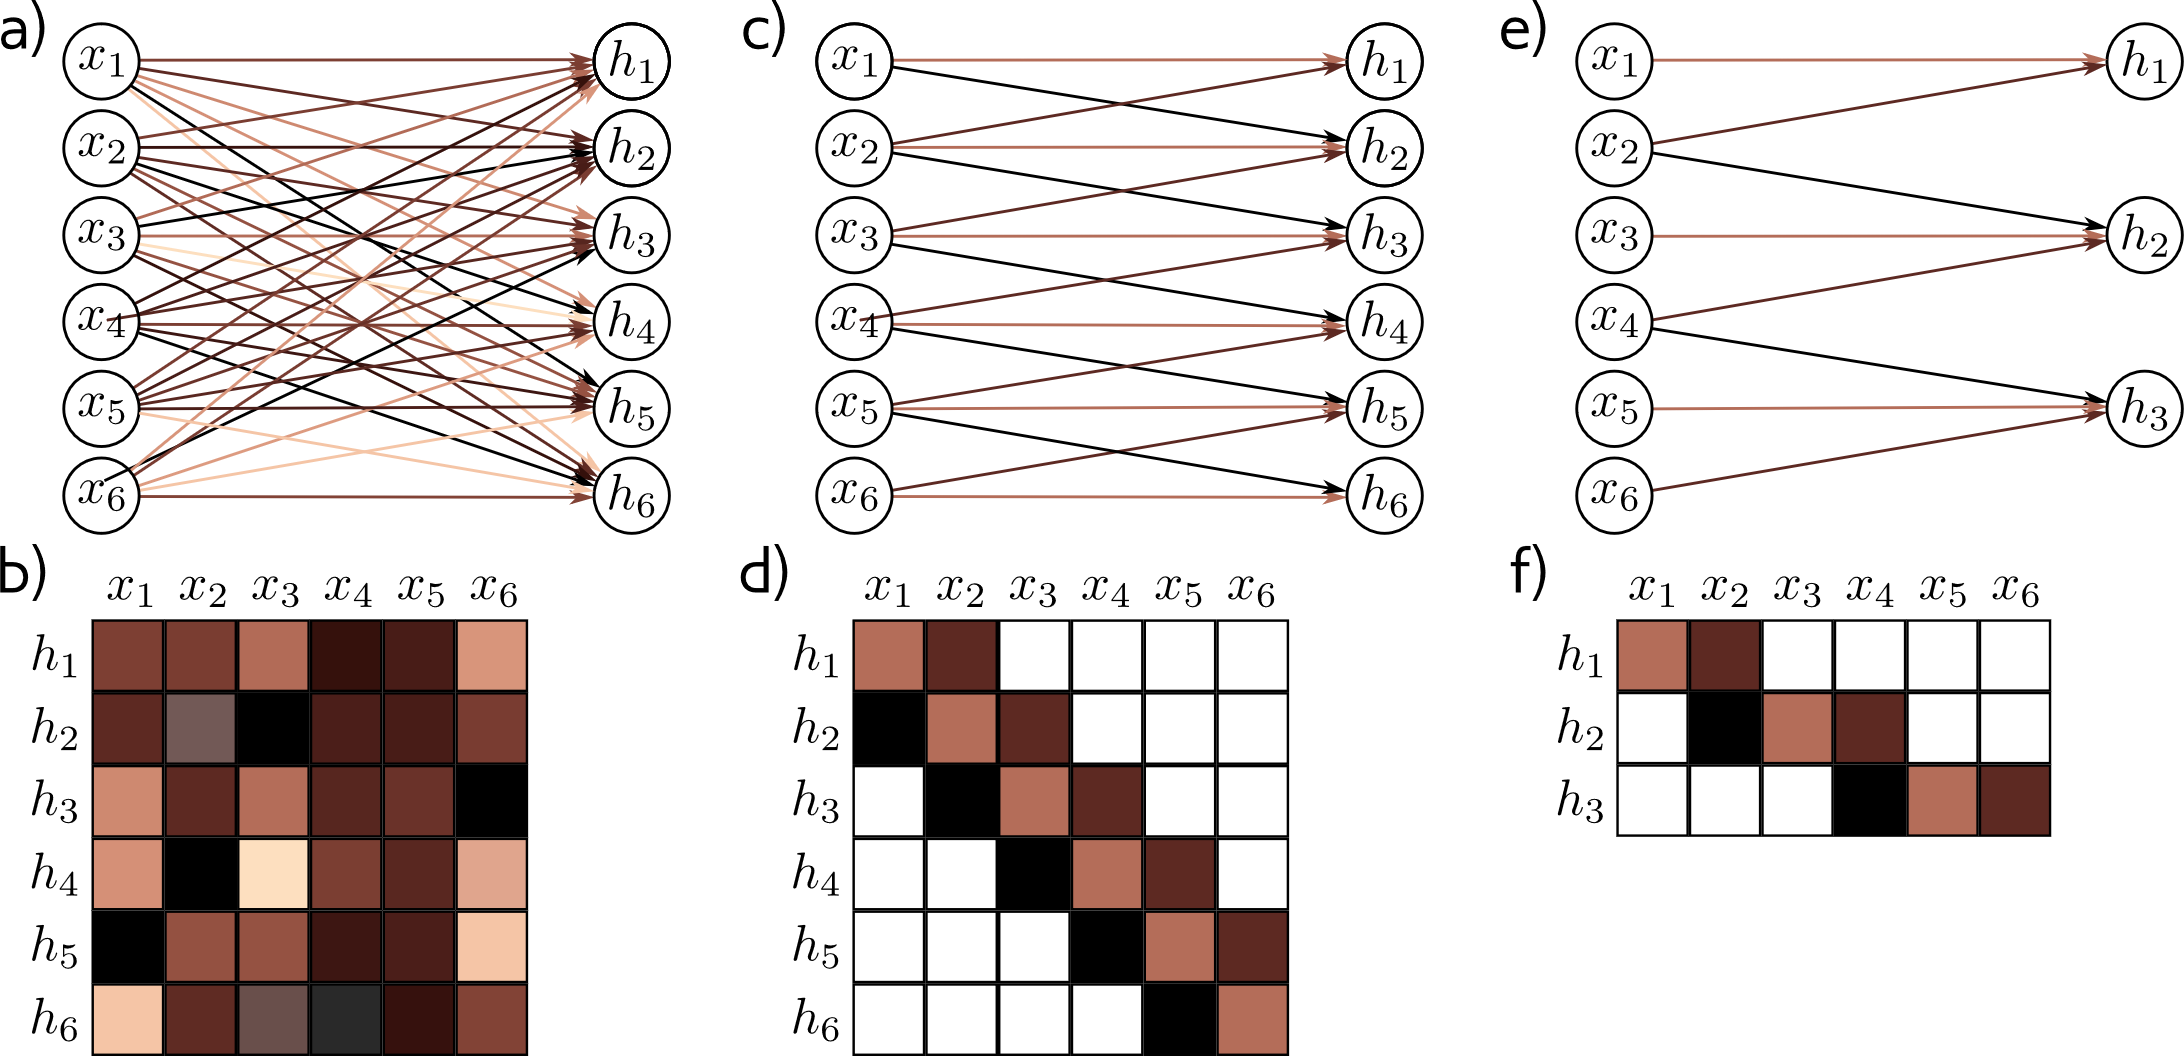 a) c) e)
x₁ h₁ x₁ h₁ x₁ h₁
x₂ h₂ x₂ h₂ x₂
x₃ h₃ x₃ h₃ x₃ h₂
x₄ h₄ x₄ h₄ x₄
x₅ h₅ x₅ h₅ x₅ h₃
x₆ h₆ x₆ h₆ x₆
b) d) f)
x₁ x₂ x₃ x₄ x₅ x₆ x₁ x₂ x₃ x₄ x₅ x₆ x₁ x₂ x₃ x₄ x₅ x₆
h₁ h₁ h₁
h₂ h₂ h₂
h₃ h₃ h₃
h₄ h₄
h₅ h₅
h₆ h₆